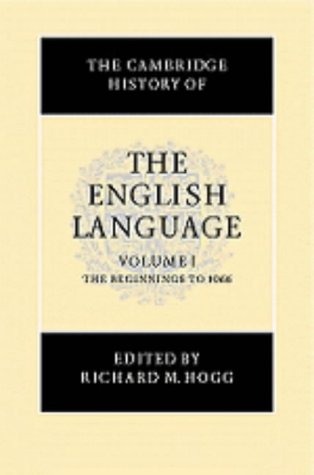 THE CAMBRIDGE
HISTORY OF
THE
ENGLISH
LANGUAGE
VOLUME I
THE BEGINNINGS TO 1066
EDITED BY
RICHARD M. HOGG